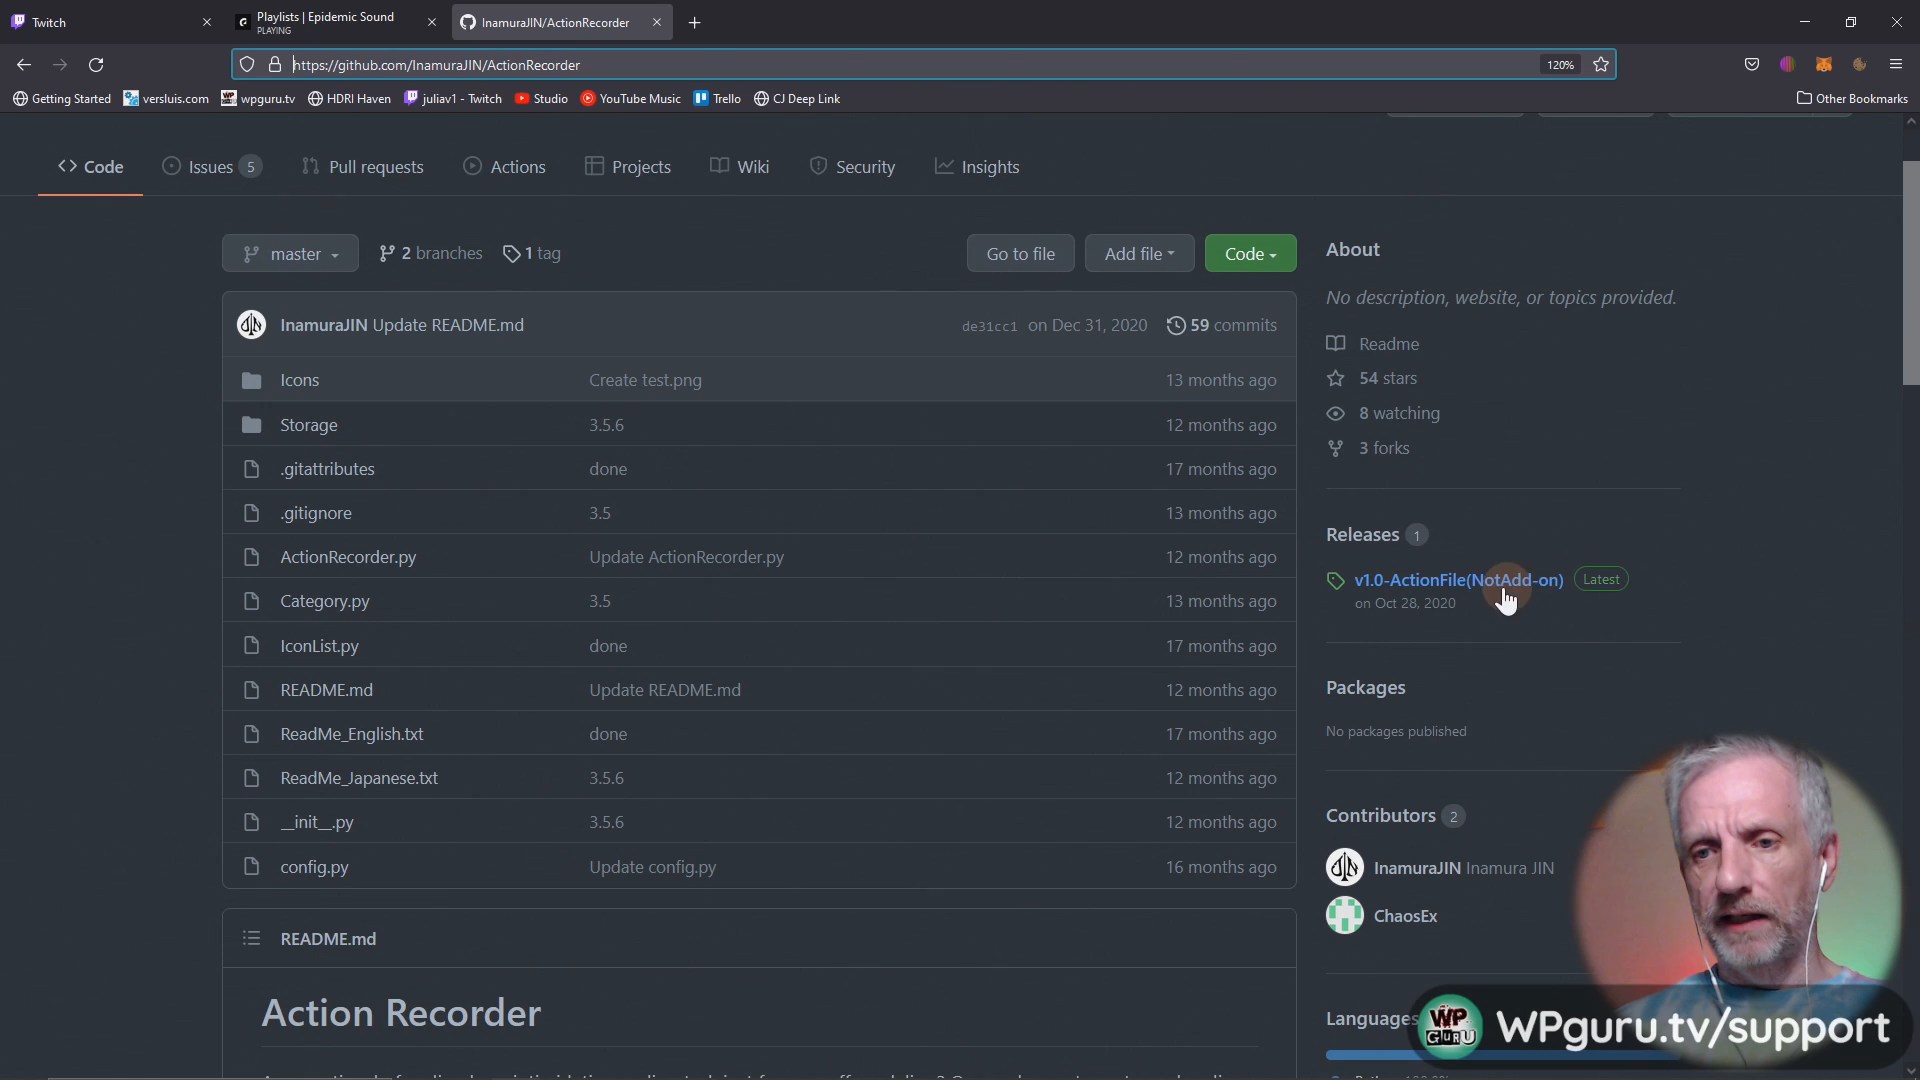 Twitch
Playlists | Epidemic Sound
PLAYING
InamuraJIN/ActionRecorder
https://github.com/InamuraJIN/ActionRecorder
120%
Getting Started
versluis.com
wpguru.tv
HDRI Haven
juliav1 - Twitch
Studio
YouTube Music
Trello
CJ Deep Link
Other Bookmarks
Code
Issues 5
Pull requests
Actions
Projects
Wiki
Security
Insights
master
2 branches
1 tag
Go to file
Add file
Code
InamuraJIN Update README.md
de31cc1 on Dec 31, 2020
59 commits
Icons Create test.png 13 months ago
Storage 3.5.6 12 months ago
.gitattributes done 17 months ago
.gitignore 3.5 13 months ago
ActionRecorder.py Update ActionRecorder.py 12 months ago
Category.py 3.5 13 months ago
IconList.py done 17 months ago
README.md Update README.md 12 months ago
ReadMe_English.txt done 17 months ago
ReadMe_Japanese.txt 3.5.6 12 months ago
__init__.py 3.5.6 12 months ago
config.py Update config.py 16 months ago
README.md
Action Recorder
About
No description, website, or topics provided.
Readme
54 stars
8 watching
3 forks
Releases 1
v1.0-ActionFile(NotAdd-on) Latest
on Oct 28, 2020
Packages
No packages published
Contributors 2
InamuraJIN Inamura JIN
ChaosEx
Languages
WP
GURU
WPguru.tv/support